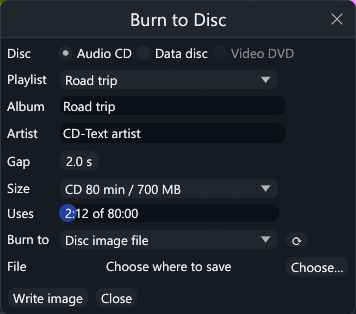 Burn to Disc
Disc Audio CD Data disc Video DVD
Playlist Road trip
Album Road trip
Artist CD-Text artist
Gap 2.0 s
Size CD 80 min / 700 MB
Uses 2:12 of 80:00
Burn to Disc image file
File Choose where to save Choose...
Write image Close